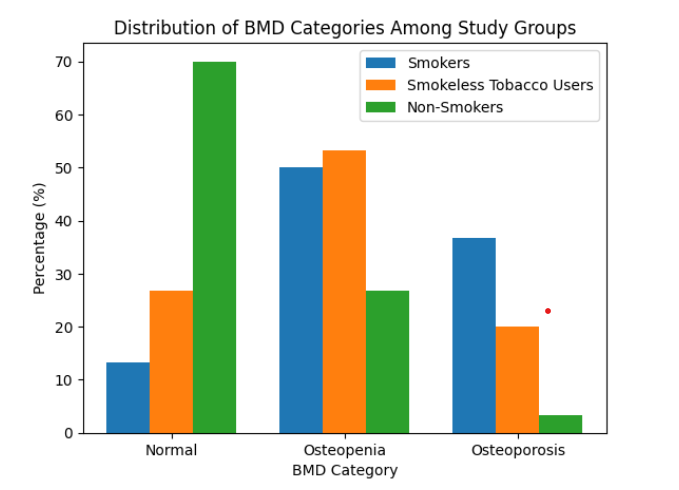 Distribution of BMD Categories Among Study Groups
Smokers
Smokeless Tobacco Users
Non-Smokers
Percentage (%)
70
60
50
40
30
20
10
0
Normal Osteopenia Osteoporosis
BMD Category